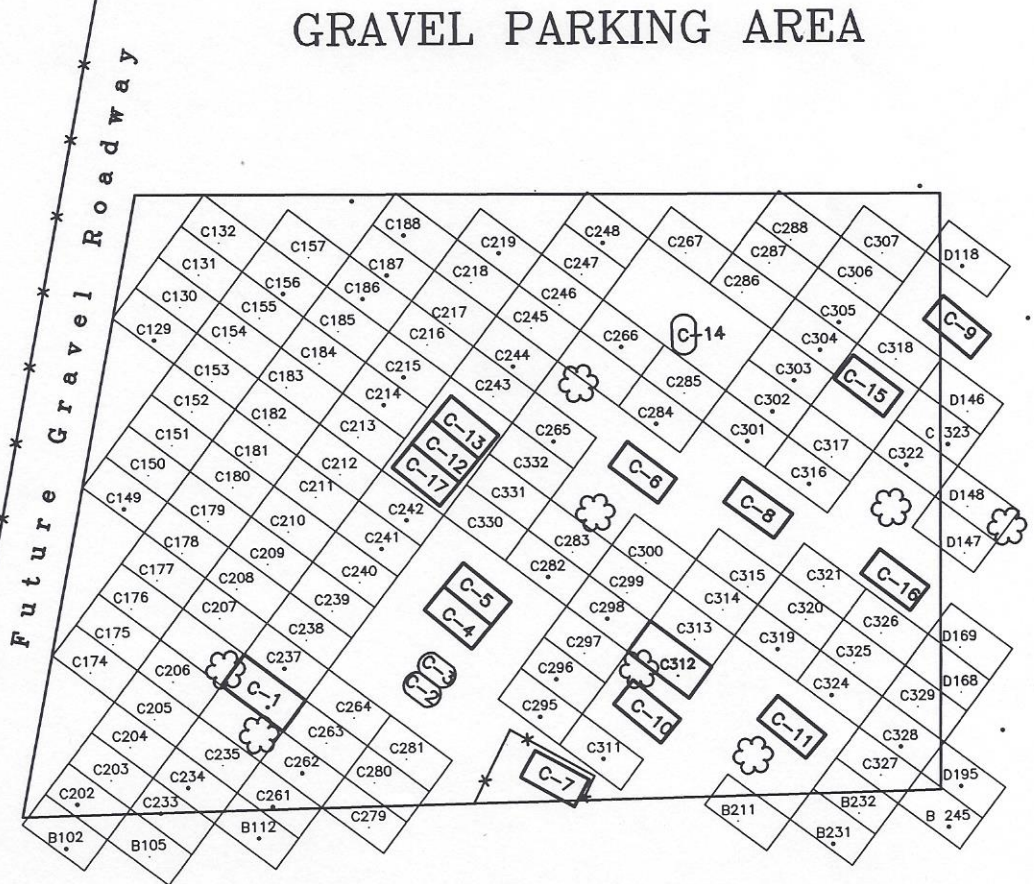 GRAVEL PARKING AREA
Future Gravel Roadway
C132
C157
C188
C219
C248
C267
C288
C307
D118
C131
C156
C187
C218
C247
C286
C287
C306
C130
C155
C186
C217
C246
C305
C-9
C129
C154
C185
C216
C245
C266
C-14
C304
C318
C153
C184
C215
C244
C285
C303
C-15
D146
C152
C183
C214
C243
C284
C302
C323
C151
C182
C213
C-13
C265
C301
C317
C322
C150
C181
C212
C-12
C332
C-6
C316
D148
C149
C180
C211
C-17
C331
C-8
D147
C179
C210
C242
C330
C283
C300
C178
C209
C241
C282
C299
C315
C321
C-16
C177
C208
C240
C-5
C298
C314
C320
C326
D169
C176
C207
C239
C-4
C297
C313
C319
C325
D168
C175
C238
C-3
C296
C312
C324
C329
C174
C206
C237
C-2
C295
C-10
C-11
C328
C205
C-1
C264
C311
C327
D195
C204
C235
C263
C281
C-7
C203
C234
C262
C280
C202
C233
C261
C279
B211
B232
B 245
B102
B105
B112
B231